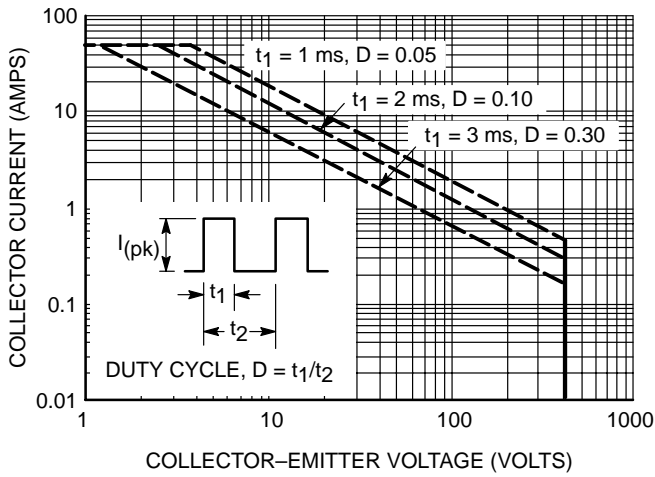 COLLECTOR CURRENT (AMPS)
100
10
1
0.1
0.01
t1 = 1 ms, D = 0.05
t1 = 2 ms, D = 0.10
t1 = 3 ms, D = 0.30
I(pk)
t1
t2
DUTY CYCLE, D = t1/t2
1 10 100 1000
COLLECTOR–EMITTER VOLTAGE (VOLTS)